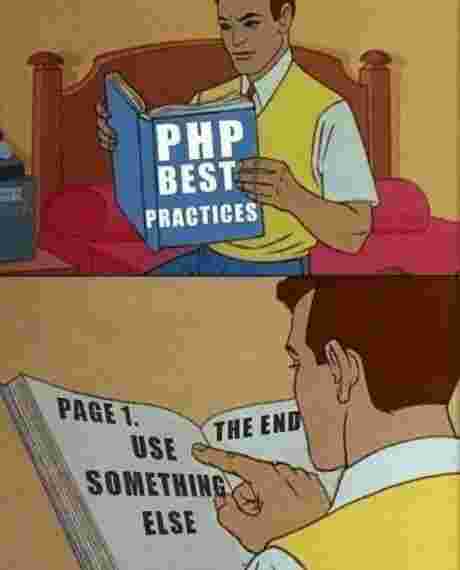 PHP
BEST
PRACTICES
PAGE 1.
USE
SOMETHING
ELSE
THE END